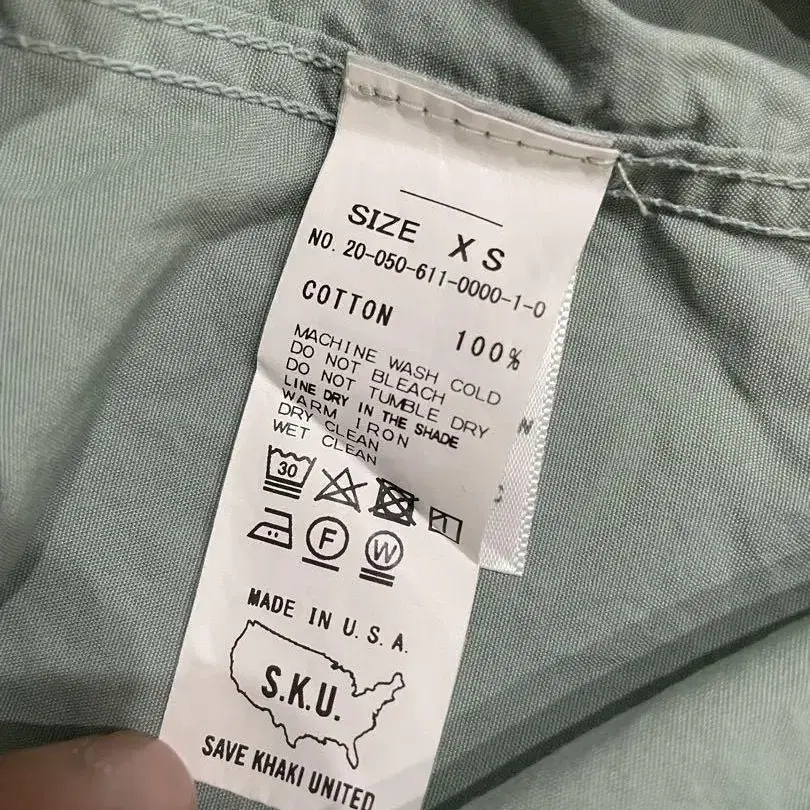 SIZE XS
NO. 20-050-611-0000-1-0
COTTON 100%
MACHINE WASH COLD
DO NOT BLEACH
DO NOT TUMBLE DRY
LINE DRY IN THE SHADE
WARM IRON
DRY CLEAN
WET CLEAN
30
F W
MADE IN U.S.A.
S.K.U.
SAVE KHAKI UNITED